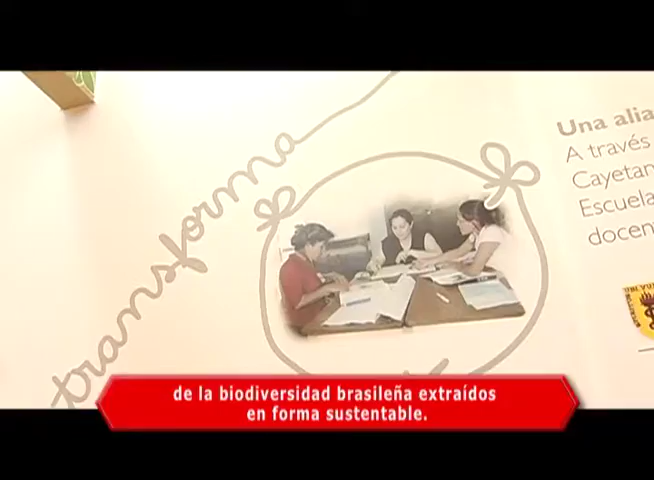 transforma
Una alia
A través
Cayetan
Escuela
docen
de la biodiversidad brasileña extraídos
en forma sustentable.